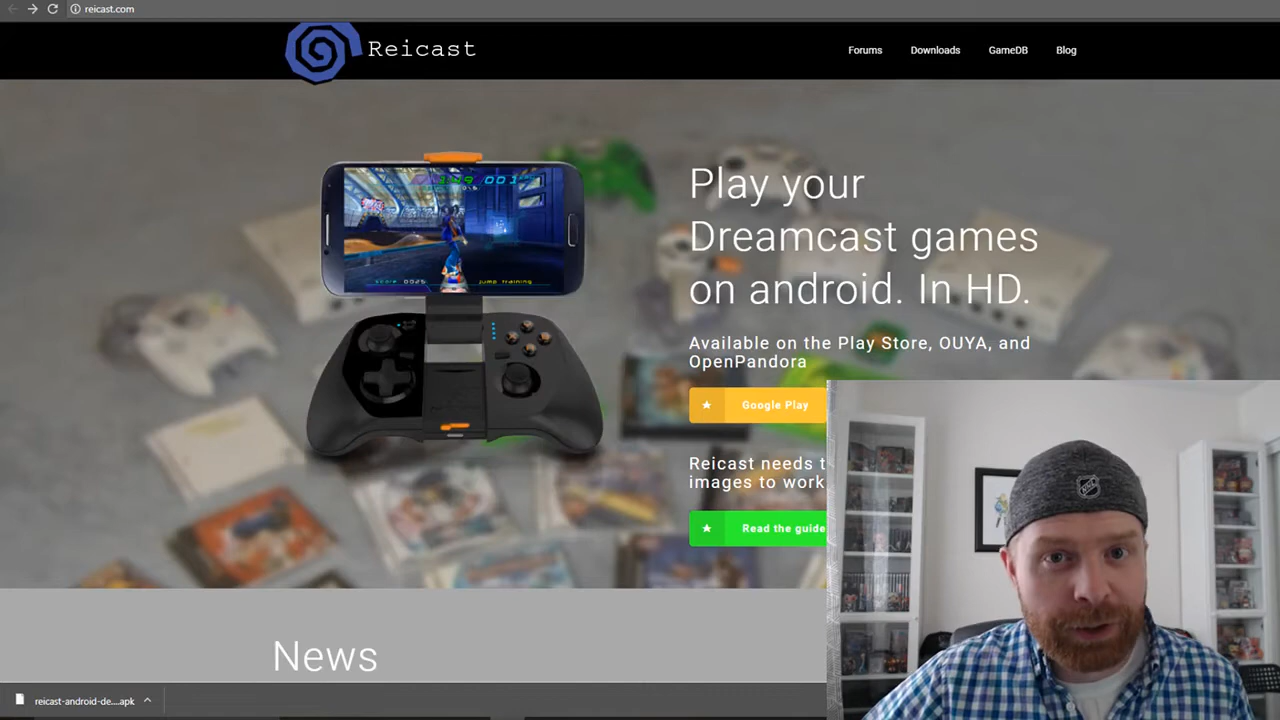 reicast.com
Reicast
Forums
Downloads
GameDB
Blog
Play your
Dreamcast games
on android. In HD.
Available on the Play Store, OUYA, and
OpenPandora
Google Play
Reicast needs t
images to work
Read the guide
News
reicast-android-de....apk